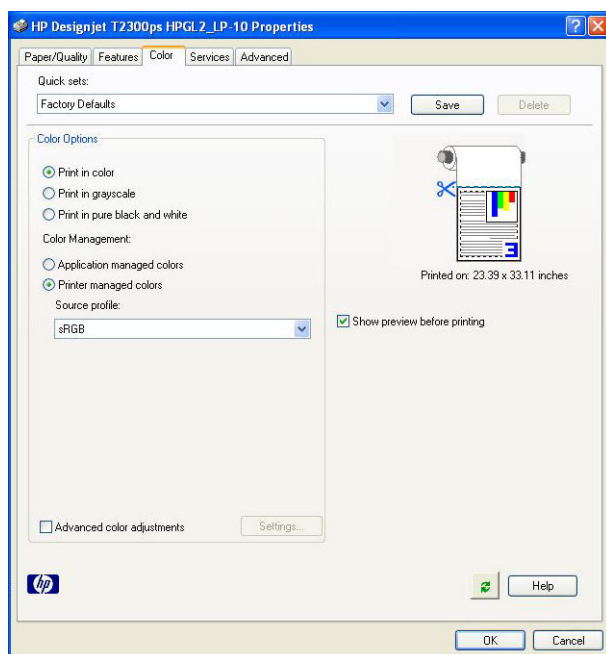 HP Designjet T2300ps HPGL2_LP-10 Properties
Paper/Quality Features Color Services Advanced
Quick sets:
Factory Defaults
Save
Delete
Color Options
Print in color
Print in grayscale
Print in pure black and white
Color Management:
Application managed colors
Printer managed colors
Source profile:
sRGB
Advanced color adjustments
Settings...
3
Printed on: 23.39 x 33.11 inches
Show preview before printing
hp
Help
OK
Cancel